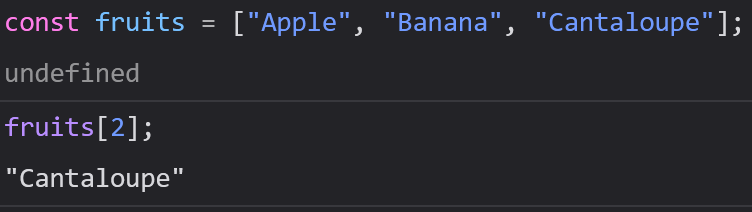 const fruits = ["Apple", "Banana", "Cantaloupe"];
undefined
fruits[2];
"Cantaloupe"